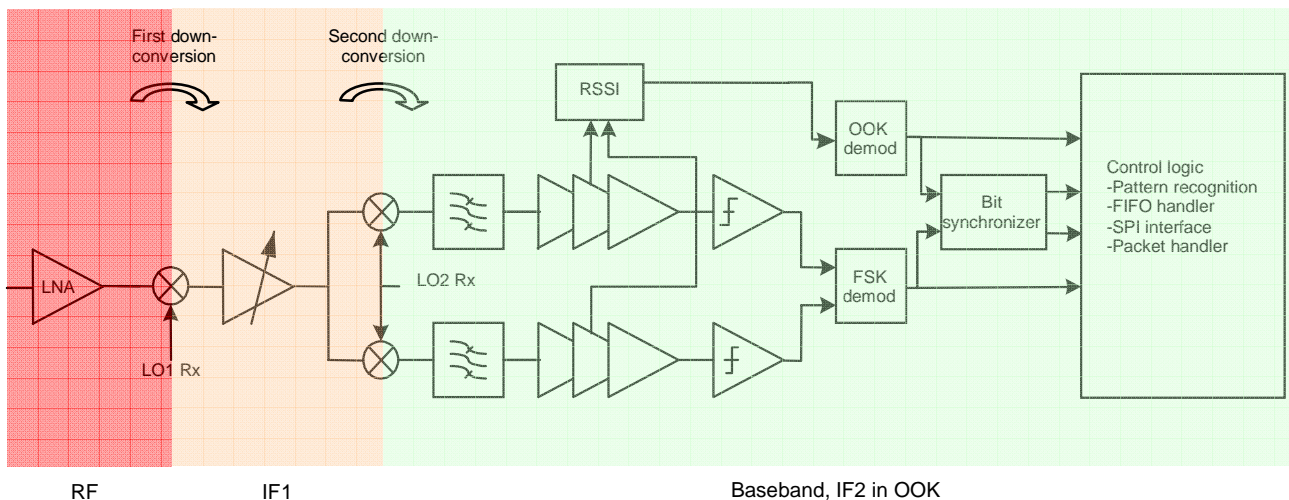 First down-
conversion
Second down-
conversion
RSSI
OOK
demod
Control logic
-Pattern recognition
-FIFO handler
-SPI interface
-Packet handler
Bit
synchronizer
LNA
LO2 Rx
FSK
demod
LO1 Rx
RF
IF1
Baseband, IF2 in OOK